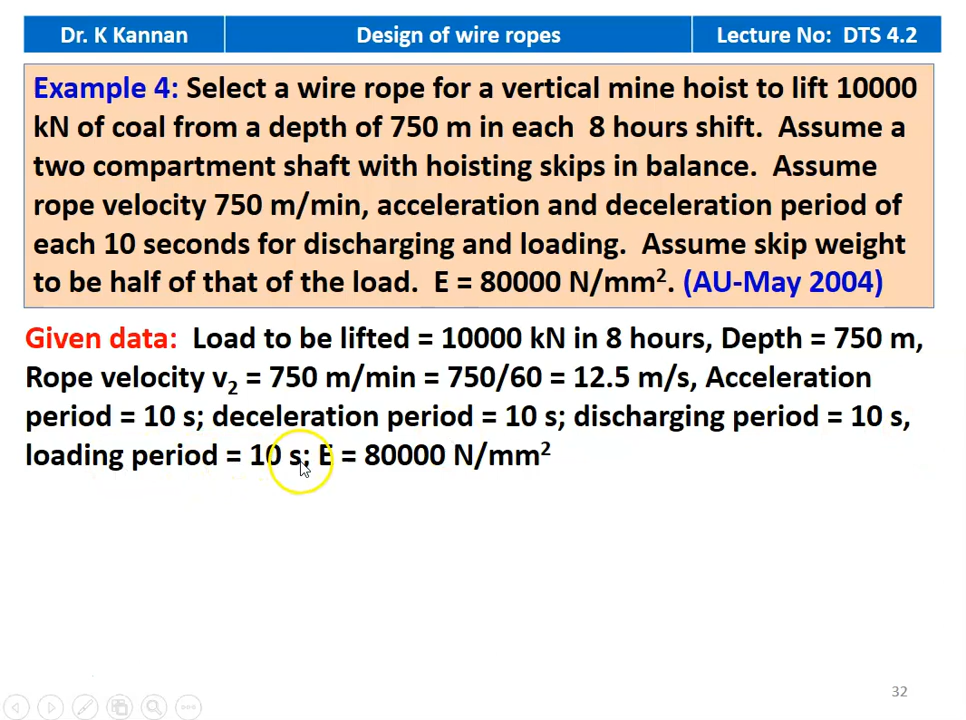 Dr. K Kannan
Design of wire ropes
Lecture No: DTS 4.2
Example 4: Select a wire rope for a vertical mine hoist to lift 10000
kN of coal from a depth of 750 m in each 8 hours shift. Assume a
two compartment shaft with hoisting skips in balance. Assume
rope velocity 750 m/min, acceleration and deceleration period of
each 10 seconds for discharging and loading. Assume skip weight
to be half of that of the load. E = 80000 N/mm². (AU-May 2004)
Given data: Load to be lifted = 10000 kN in 8 hours, Depth = 750 m,
Rope velocity v₂ = 750 m/min = 750/60 = 12.5 m/s, Acceleration
period = 10 s; deceleration period = 10 s; discharging period = 10 s,
loading period = 10 s; E = 80000 N/mm²
32